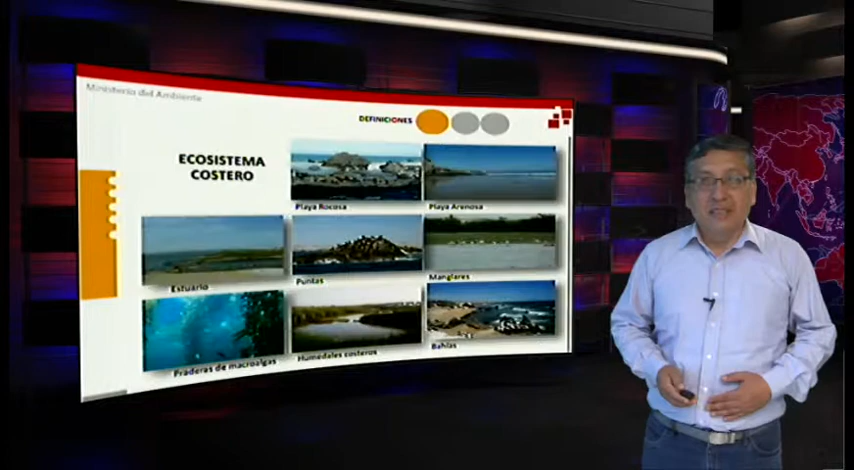 Ministerio del Ambiente
DEFINICIONES
ECOSISTEMA
COSTERO
Playa Rocosa
Playa Arenosa
Estuario
Puntas
Manglares
Praderas de macroalgas
Humedales costeros
Bahías